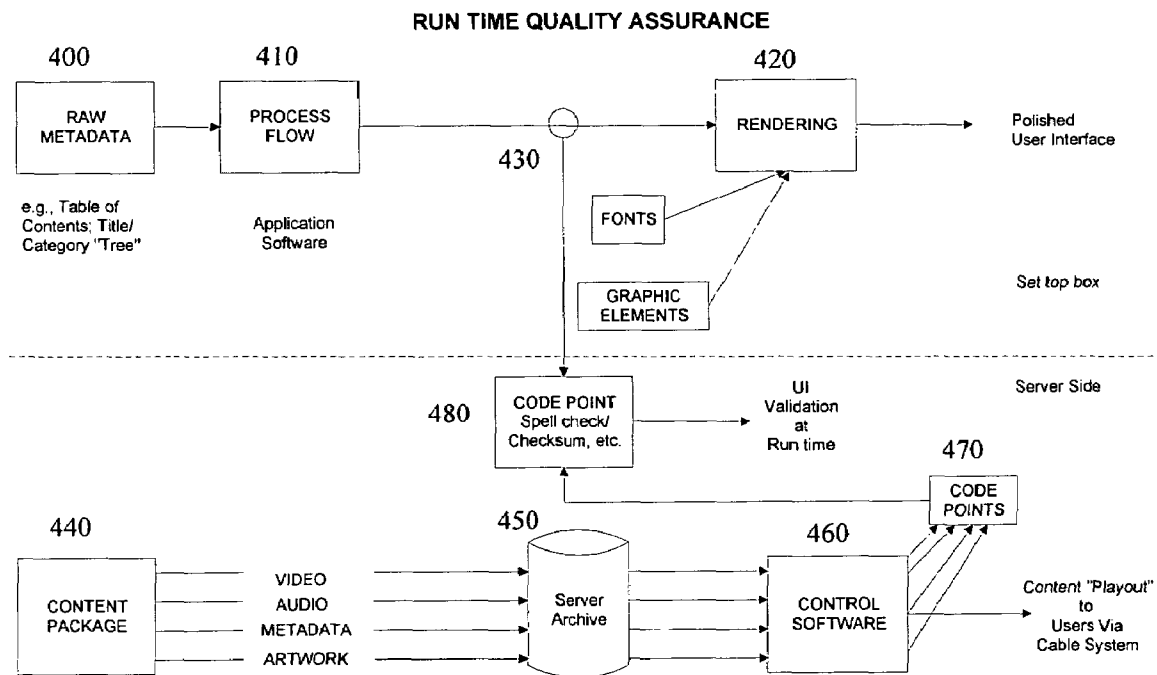 RUN TIME QUALITY ASSURANCE
400
410
420
RAW
METADATA
PROCESS
FLOW
RENDERING
Polished
User Interface
430
e.g., Table of
Contents; Title/
Category "Tree"
Application
Software
FONTS
GRAPHIC
ELEMENTS
Set top box
Server Side
480
CODE POINT
Spell check/
Checksum, etc.
UI
Validation
at
Run time
470
CODE
POINTS
440
450
460
CONTENT
PACKAGE
VIDEO
AUDIO
METADATA
ARTWORK
Server
Archive
CONTROL
SOFTWARE
Content "Playout"
to
Users Via
Cable System